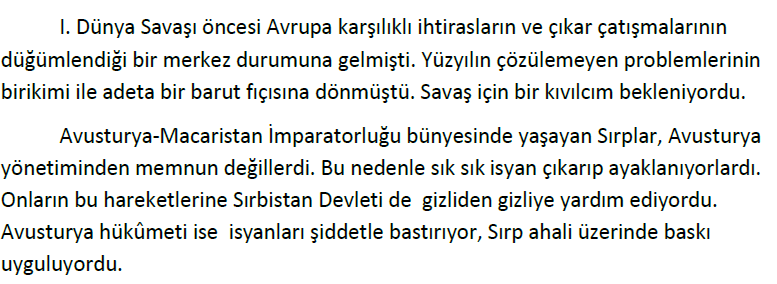 I. Dünya Savaşı öncesi Avrupa karşılıklı ihtirasların ve çıkar çatışmalarının
düğümlendiği bir merkez durumuna gelmişti. Yüzyılın çözülemeyen problemlerinin
birikimi ile adeta bir barut fıçısına dönmüştü. Savaş için bir kıvılcım bekleniyordu.
Avusturya-Macaristan İmparatorluğu bünyesinde yaşayan Sırplar, Avusturya
yönetiminden memnun değillerdi. Bu nedenle sık sık isyan çıkarıp ayaklanıyorlardı.
Onların bu hareketlerine Sırbistan Devleti de  gizliden gizliye yardım ediyordu.
Avusturya hükûmeti ise  isyanları şiddetle bastırıyor, Sırp ahali üzerinde baskı
uyguluyordu.